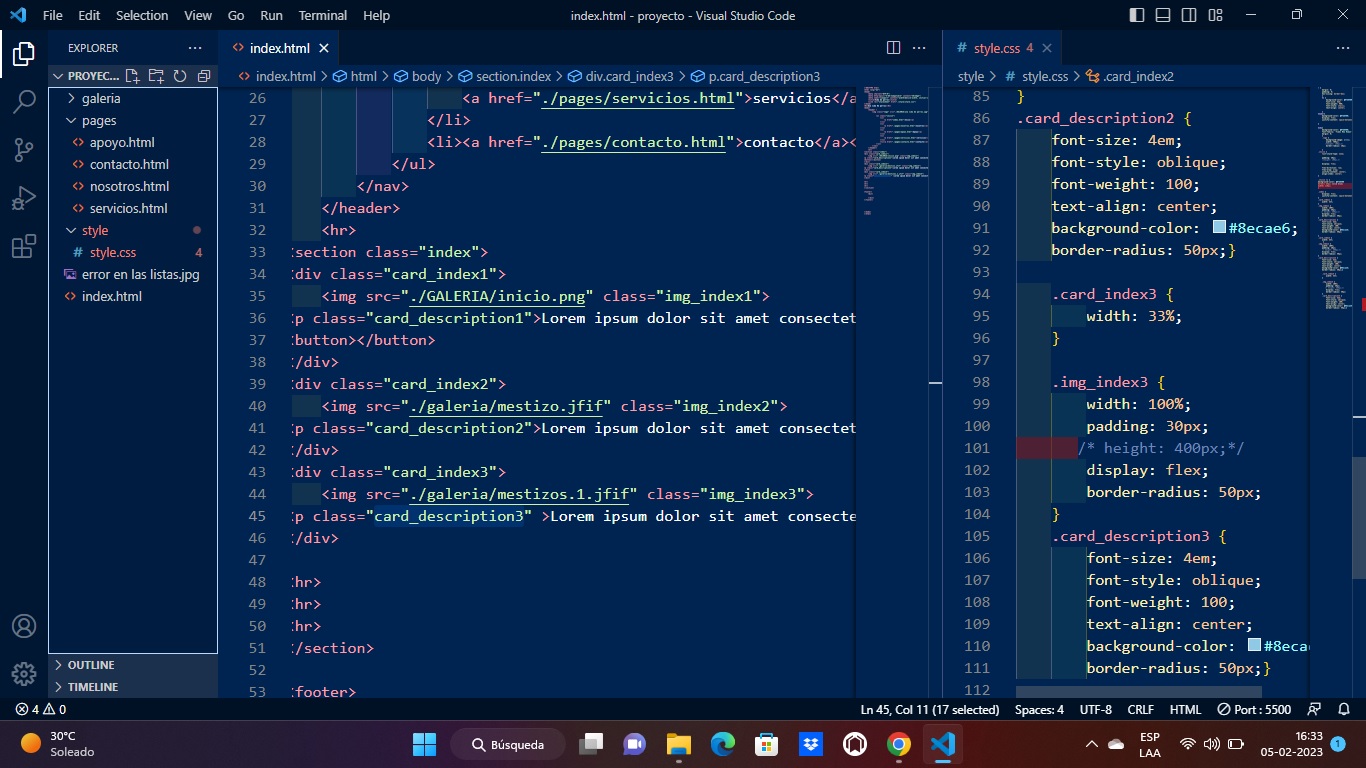 File Edit Selection View Go Run Terminal Help index.html - proyecto - Visual Studio Code
EXPLORER
PROYEC...
galeria
pages
apoyo.html
contacto.html
nosotros.html
servicios.html
style
style.css 4
error en las listas.jpg
index.html
OUTLINE
TIMELINE
index.html
index.html > html > body > section.index > div.card_index3 > p.card_description3
26 <a href="./pages/servicios.html">servicios</a
27 </li>
28 <li><a href="./pages/contacto.html">contacto</a><
29 </ul>
30 </nav>
31 </header>
32 <hr>
33 <section class="index">
34 <div class="card_index1">
35 <img src="./GALERIA/inicio.png" class="img_index1">
36 <p class="card_description1">Lorem ipsum dolor sit amet consectet
37 <button></button>
38 </div>
39 <div class="card_index2">
40 <img src="./galeria/mestizo.jfif" class="img_index2">
41 <p class="card_description2">Lorem ipsum dolor sit amet consectet
42 </div>
43 <div class="card_index3">
44 <img src="./galeria/mestizos.1.jfif" class="img_index3">
45 <p class="card_description3" >Lorem ipsum dolor sit amet consecte
46 </div>
47
48 <hr>
49 <hr>
50 <hr>
51 </section>
52
53 <footer>
style.css 4
style > style.css > .card_index2
85 }
86 .card_description2 {
87 font-size: 4em;
88 font-style: oblique;
89 font-weight: 100;
90 text-align: center;
91 background-color: #8ecae6;
92 border-radius: 50px;}
93
94 .card_index3 {
95 width: 33%;
96 }
97
98 .img_index3 {
99 width: 100%;
100 padding: 30px;
101 /* height: 400px;*/
102 display: flex;
103 border-radius: 50px;
104 }
105 .card_description3 {
106 font-size: 4em;
107 font-style: oblique;
108 font-weight: 100;
109 text-align: center;
110 background-color: #8eca
111 border-radius: 50px;}
112
4 0 Ln 45, Col 11 (17 selected) Spaces: 4 UTF-8 CRLF HTML Port : 5500
30°C
Soleado
Búsqueda
ESP
LAA
16:33
05-02-2023
1